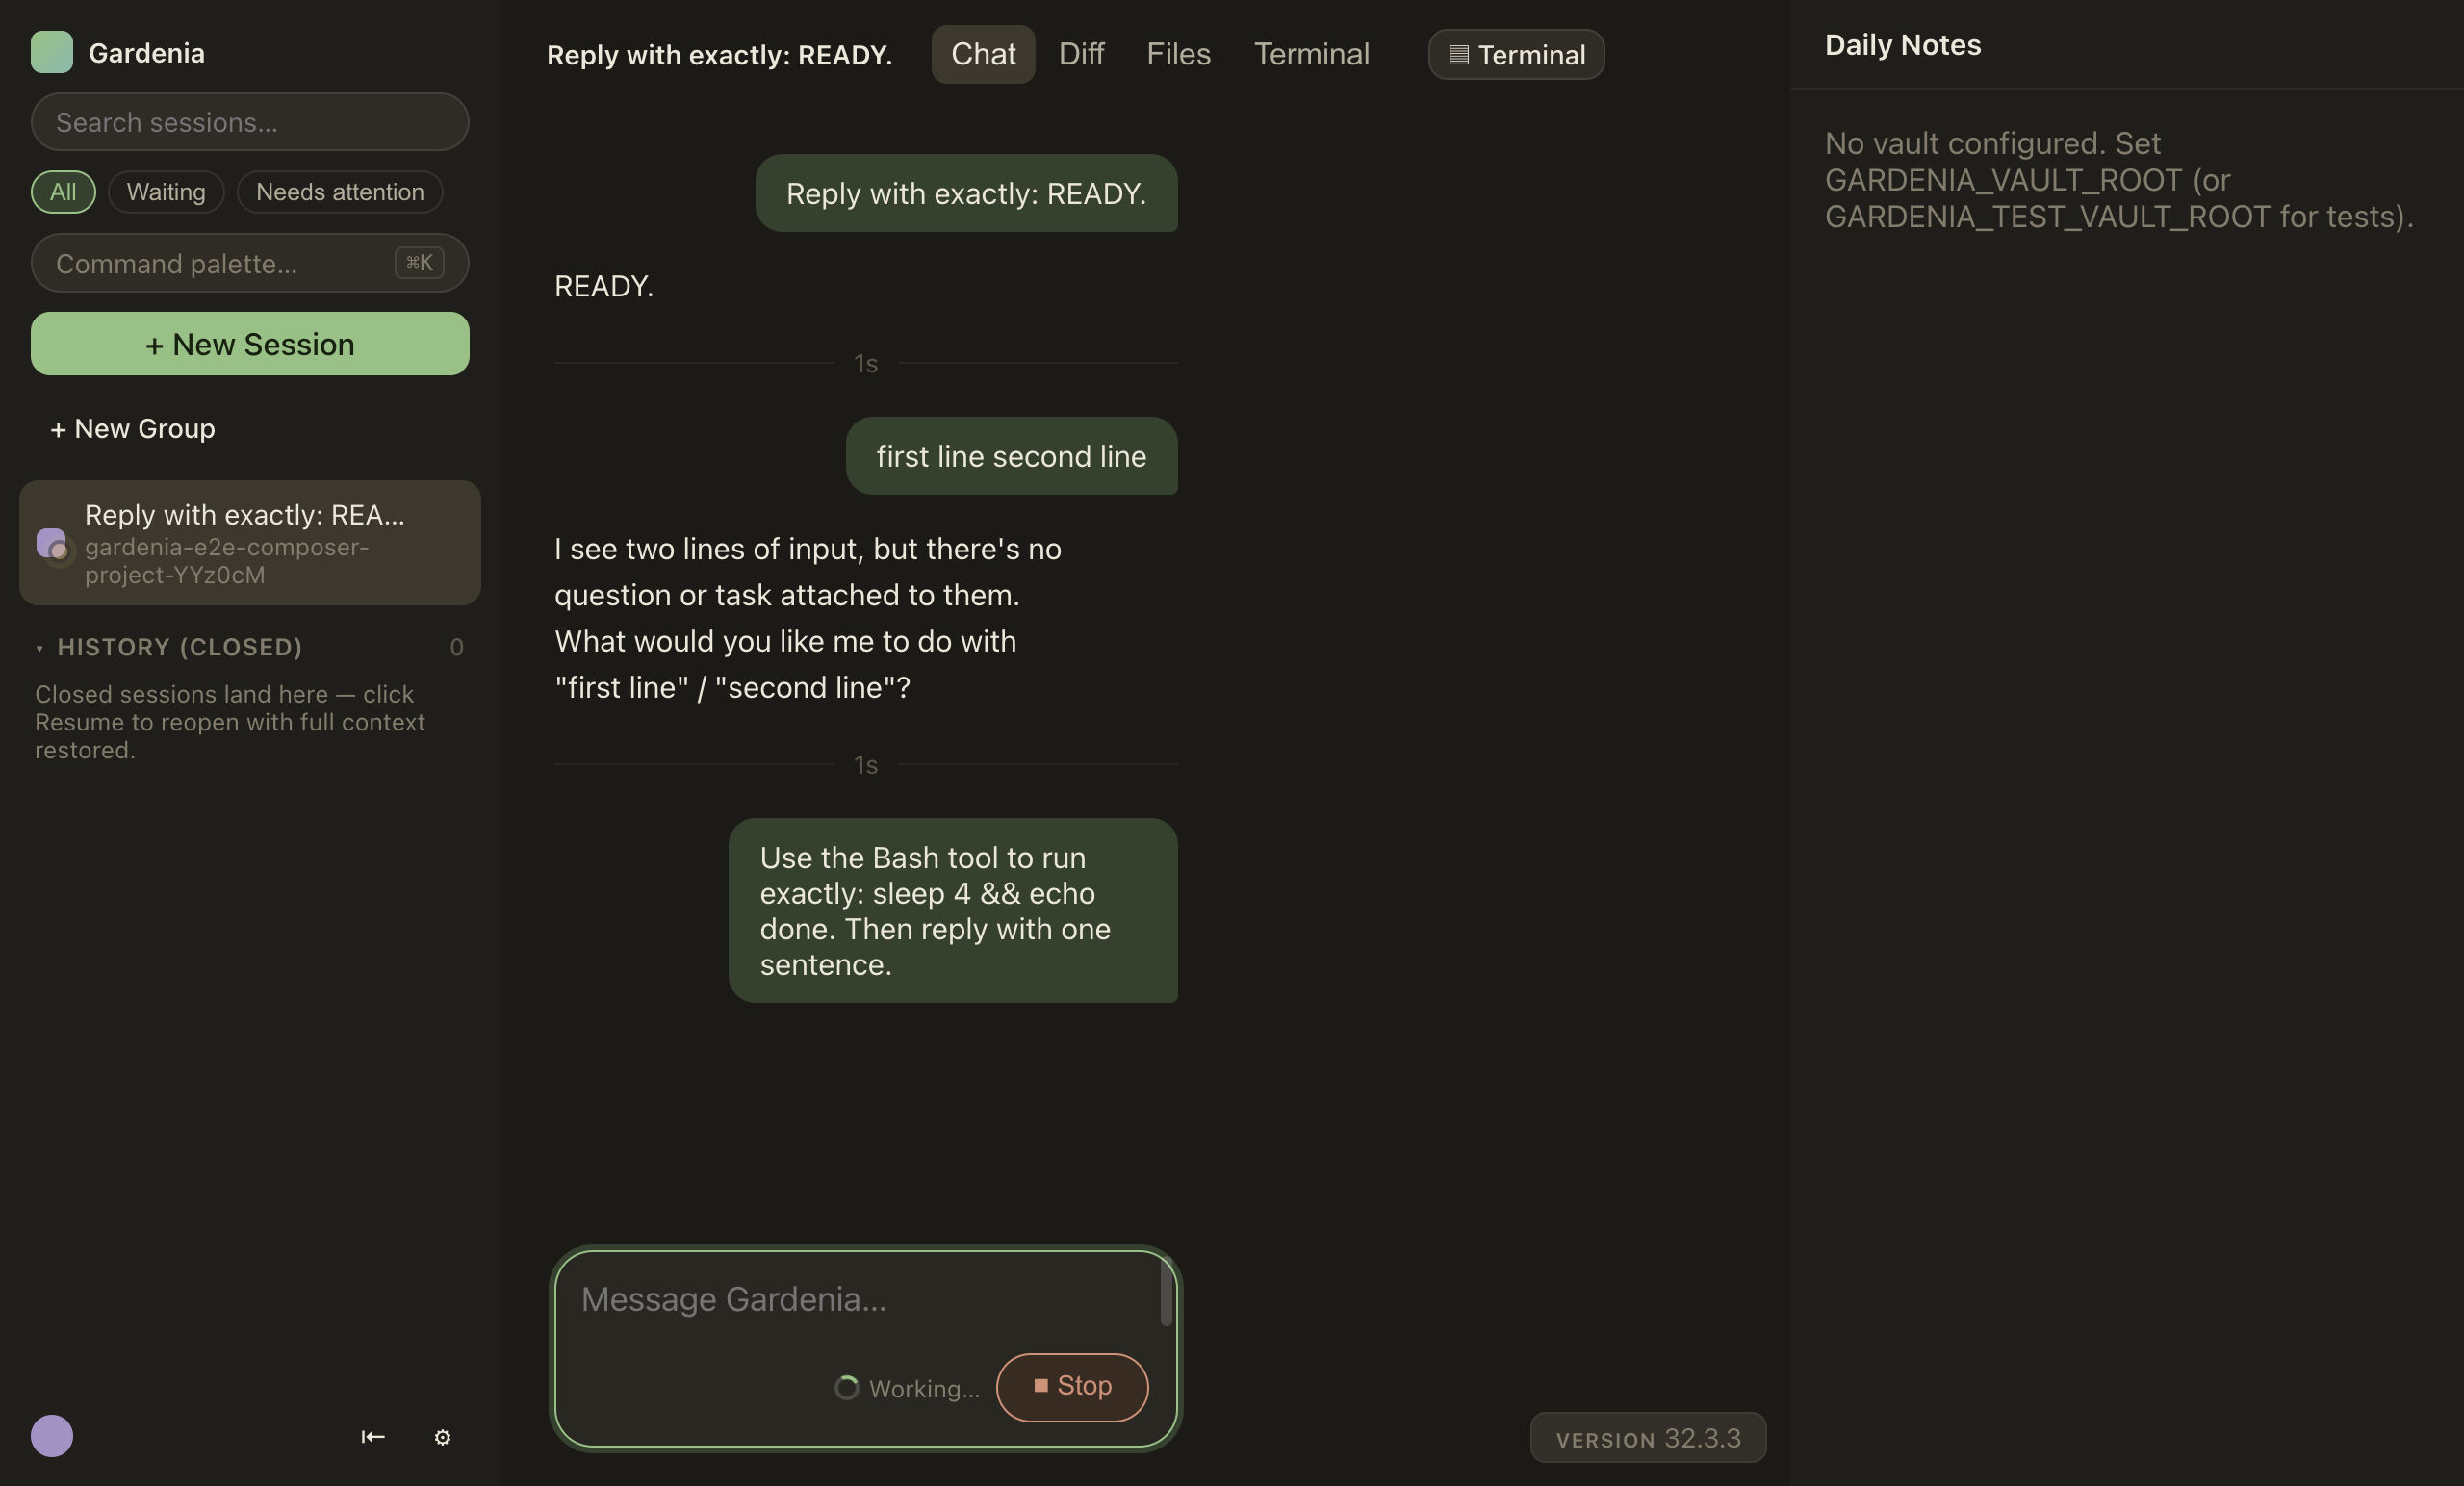 Gardenia
Search sessions...
All
Waiting
Needs attention
Command palette...
⌘K
+ New Session
+ New Group
Reply with exactly: REA...
gardenia-e2e-composer-
project-YYz0cM
HISTORY (CLOSED)
0
Closed sessions land here — click
Resume to reopen with full context
restored.
Reply with exactly: READY.
Chat
Diff
Files
Terminal
Terminal
Reply with exactly: READY.
READY.
1s
first line second line
I see two lines of input, but there's no
question or task attached to them.
What would you like me to do with
"first line" / "second line"?
1s
Use the Bash tool to run
exactly: sleep 4 && echo
done. Then reply with one
sentence.
Message Gardenia...
Working...
Stop
VERSION 32.3.3
Daily Notes
No vault configured. Set
GARDENIA_VAULT_ROOT (or
GARDENIA_TEST_VAULT_ROOT for tests).